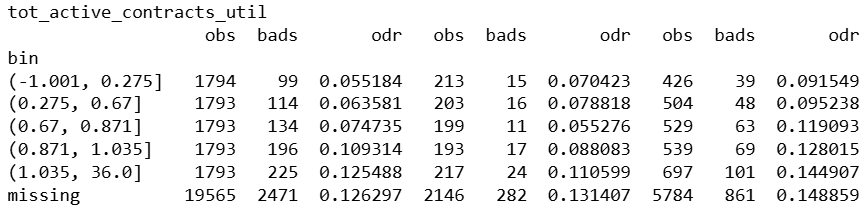 tot_active_contracts_util
obs bads odr obs bads odr obs bads odr
bin
(-1.001, 0.275] 1794 99 0.055184 213 15 0.070423 426 39 0.091549
(0.275, 0.67] 1793 114 0.063581 203 16 0.078818 504 48 0.095238
(0.67, 0.871] 1793 134 0.074735 199 11 0.055276 529 63 0.119093
(0.871, 1.035] 1793 196 0.109314 193 17 0.088083 539 69 0.128015
(1.035, 36.0] 1793 225 0.125488 217 24 0.110599 697 101 0.144907
missing 19565 2471 0.126297 2146 282 0.131407 5784 861 0.148859